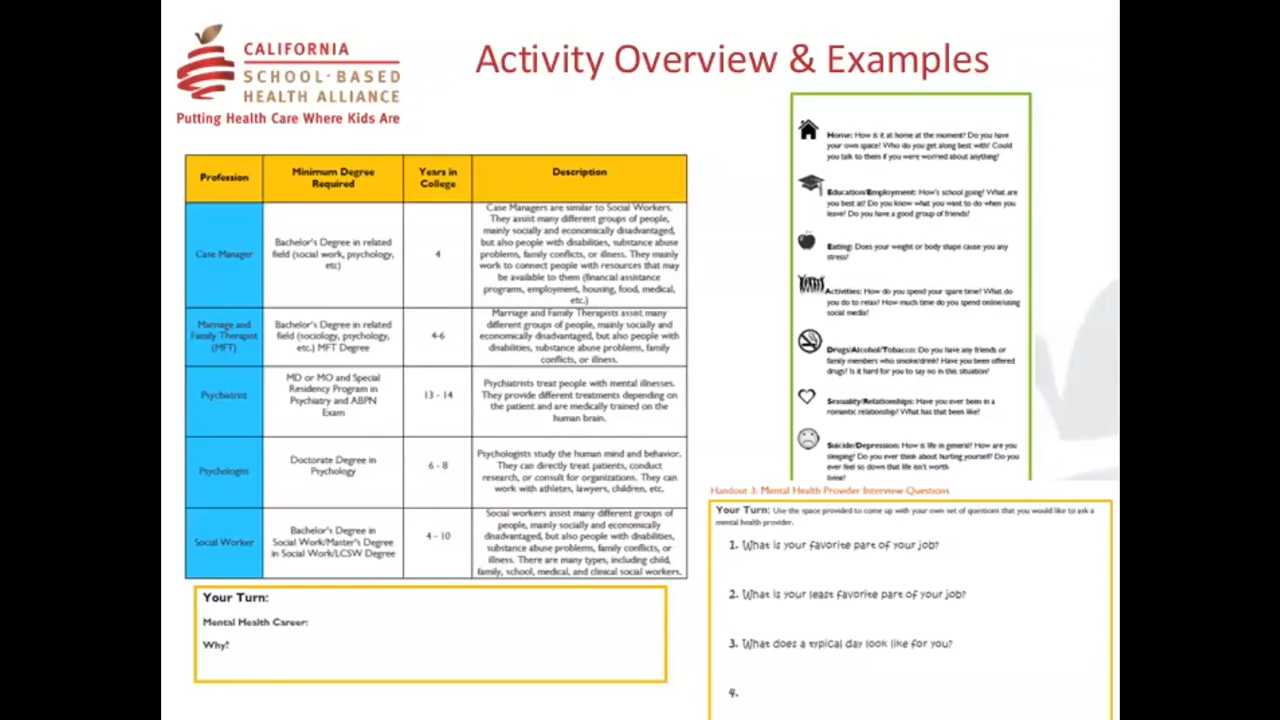 CALIFORNIA
SCHOOL-BASED
HEALTH ALLIANCE
Putting Health Care Where Kids Are
Activity Overview & Examples
Profession
Minimum Degree
Required
Years in
College
Description
Case Manager
Bachelor's Degree in related
field (social work, psychology,
etc)
4
Case Managers are similar to Social Workers.
They assist many different groups of people,
mainly socially and economically disadvantaged,
but also people with disabilities, substance abuse
problems, family conflicts, or illness. They mainly
work to connect people with resources that may
be available to them (financial assistance
programs, employment, housing, food, medical,
etc.)
Marriage and
Family Therapist
(MFT)
Bachelor's Degree in related
field (sociology, psychology,
etc.) MFT Degree
4-6
Marriage and Family Therapists assist many
different groups of people, mainly socially and
economically disadvantaged, but also people with
disabilities, substance abuse problems, family
conflicts, or illness.
Psychiatrist
MD or MO and Special
Residency Program in
Psychiatry and ABPN
Exam
13 - 14
Psychiatrists treat people with mental illnesses.
They provide different treatments depending on
the patient and are medically trained on the
human brain.
Psychologist
Doctorate Degree in
Psychology
6 - 8
Psychologists study the human mind and behavior.
They can directly treat patients, conduct
research, or consult for organizations. They can
work with athletes, lawyers, children, etc.
Social Worker
Bachelor's Degree in
Social Work/Master's Degree
in Social Work/LCSW Degree
4 - 10
Social workers assist many different groups of
people, mainly socially and economically
disadvantaged, but also people with disabilities,
substance abuse problems, family conflicts, or
illness. There are many types, including child,
family, school, medical, and clinical social workers.
Your Turn:
Mental Health Career:
Why?
Home: How is it at home at the moment? Do you have
your own space? Who do you get along best with? Could
you talk to them if you were worried about anything?
Education/Employment: How's school going? What are
you best at? Do you know what you want to do when you
leave? Do you have a good group of friends?
Eating: Does your weight or body shape cause you any
stress?
Activities: How do you spend your spare time? What do
you do to relax? How much time do you spend online/using
social media?
Drugs/Alcohol/Tobacco: Do you have any friends or
family members who smoke/drink? Have you been offered
drugs? Is it hard for you to say no in this situation?
Sexuality/Relationships: Have you ever been in a
romantic relationship? What has that been like?
Suicide/Depression: How is life in general? How are you
sleeping? Do you ever think about hurting yourself? Do you
ever feel so down that life isn't worth
living?
Handout 3: Mental Health Provider Interview Questions
Your Turn: Use the space provided to come up with your own set of questions that you would like to ask a
mental health provider.
1. What is your favorite part of your job?
2. What is your least favorite part of your job?
3. What does a typical day look like for you?
4.